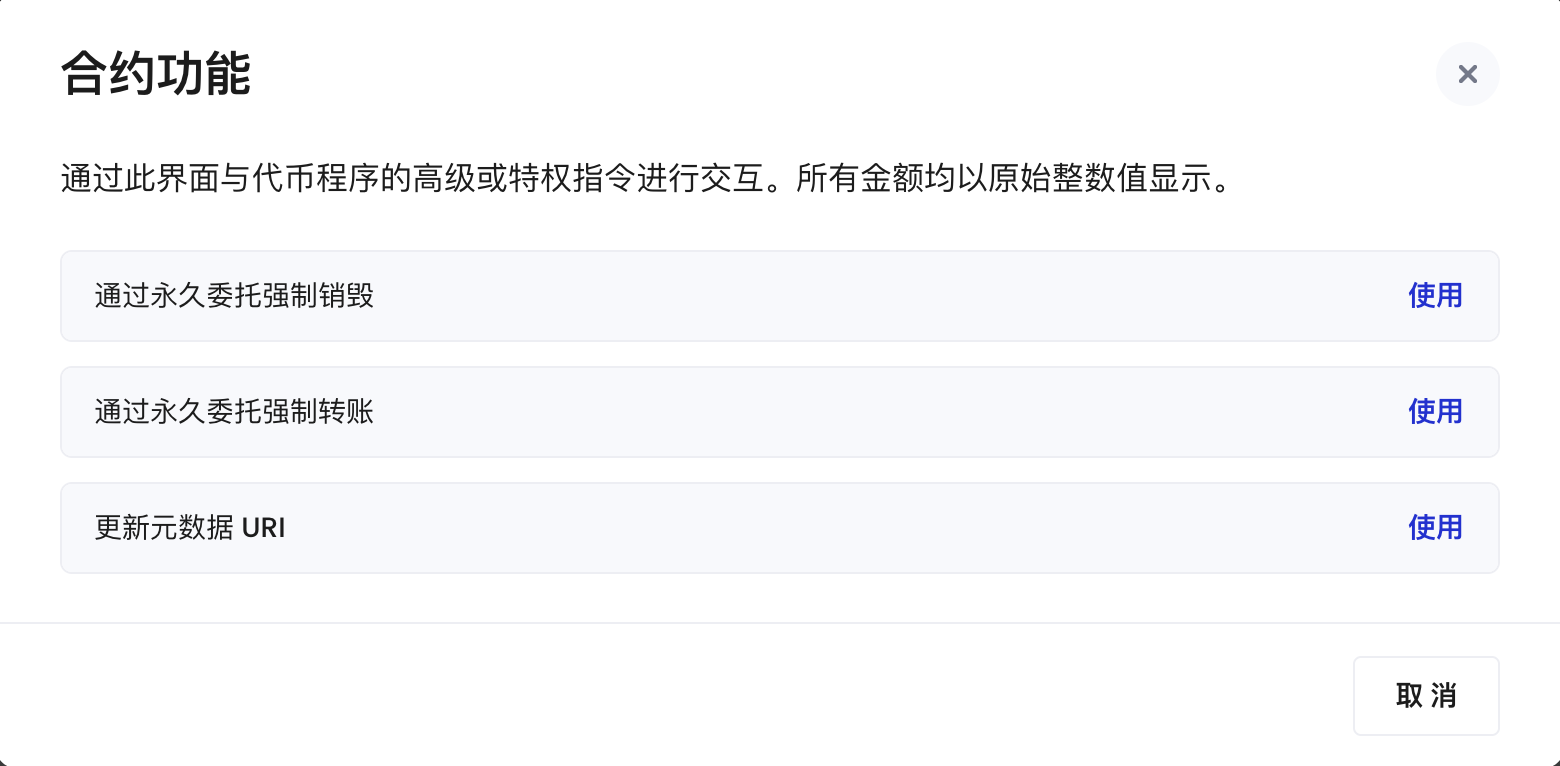 合约功能
通过此界面与代币程序的高级或特权指令进行交互。所有金额均以原始整数值显示。
通过永久委托强制销毁 使用
通过永久委托强制转账 使用
更新元数据 URI 使用
取 消